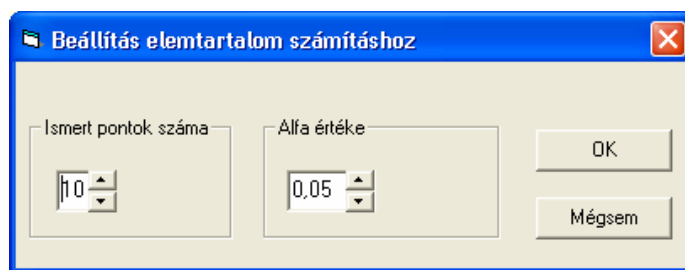 Beállítás elemtartalom számításhoz
Ismert pontok száma
10
Alfa értéke
0,05
OK
Mégsem